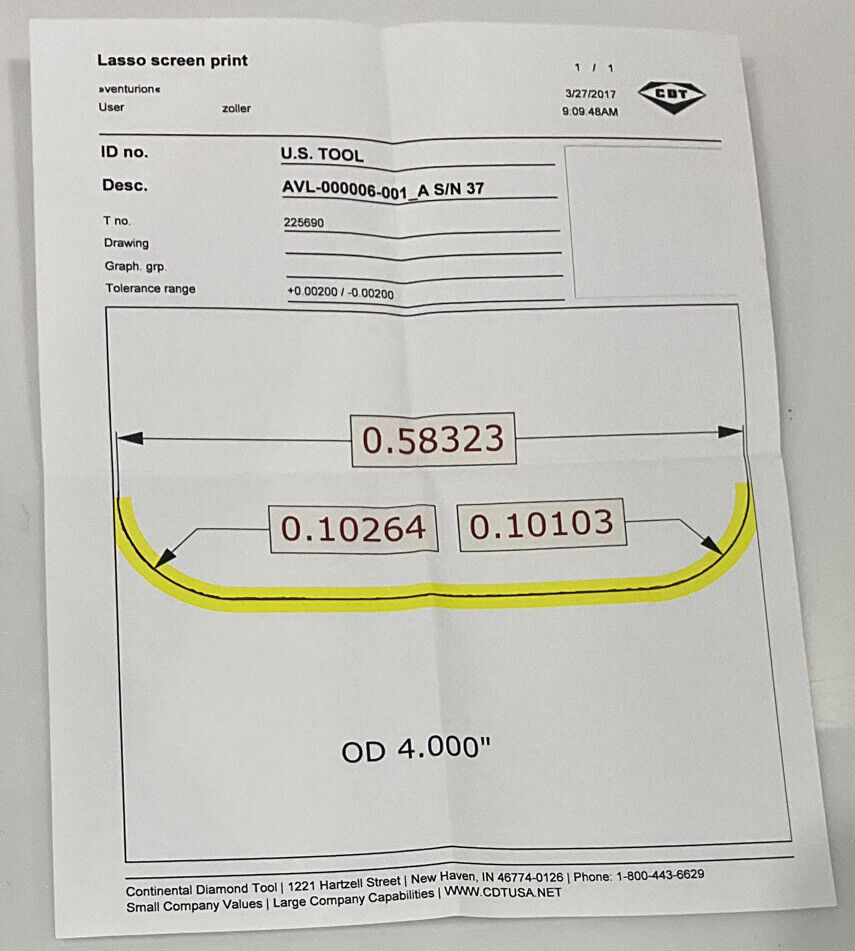 Lasso screen print
1 / 1
»venturion«
3/27/2017
CDT
User zoller
9:09:48AM
ID no. U.S. TOOL
Desc. AVL-000006-001_A S/N 37
T no. 225690
Drawing
Graph. grp.
Tolerance range +0.00200 / -0.00200
0.58323
0.10264 0.10103
OD 4.000"
Continental Diamond Tool | 1221 Hartzell Street | New Haven, IN 46774-0126 | Phone: 1-800-443-6629
Small Company Values | Large Company Capabilities | WWW.CDTUSA.NET